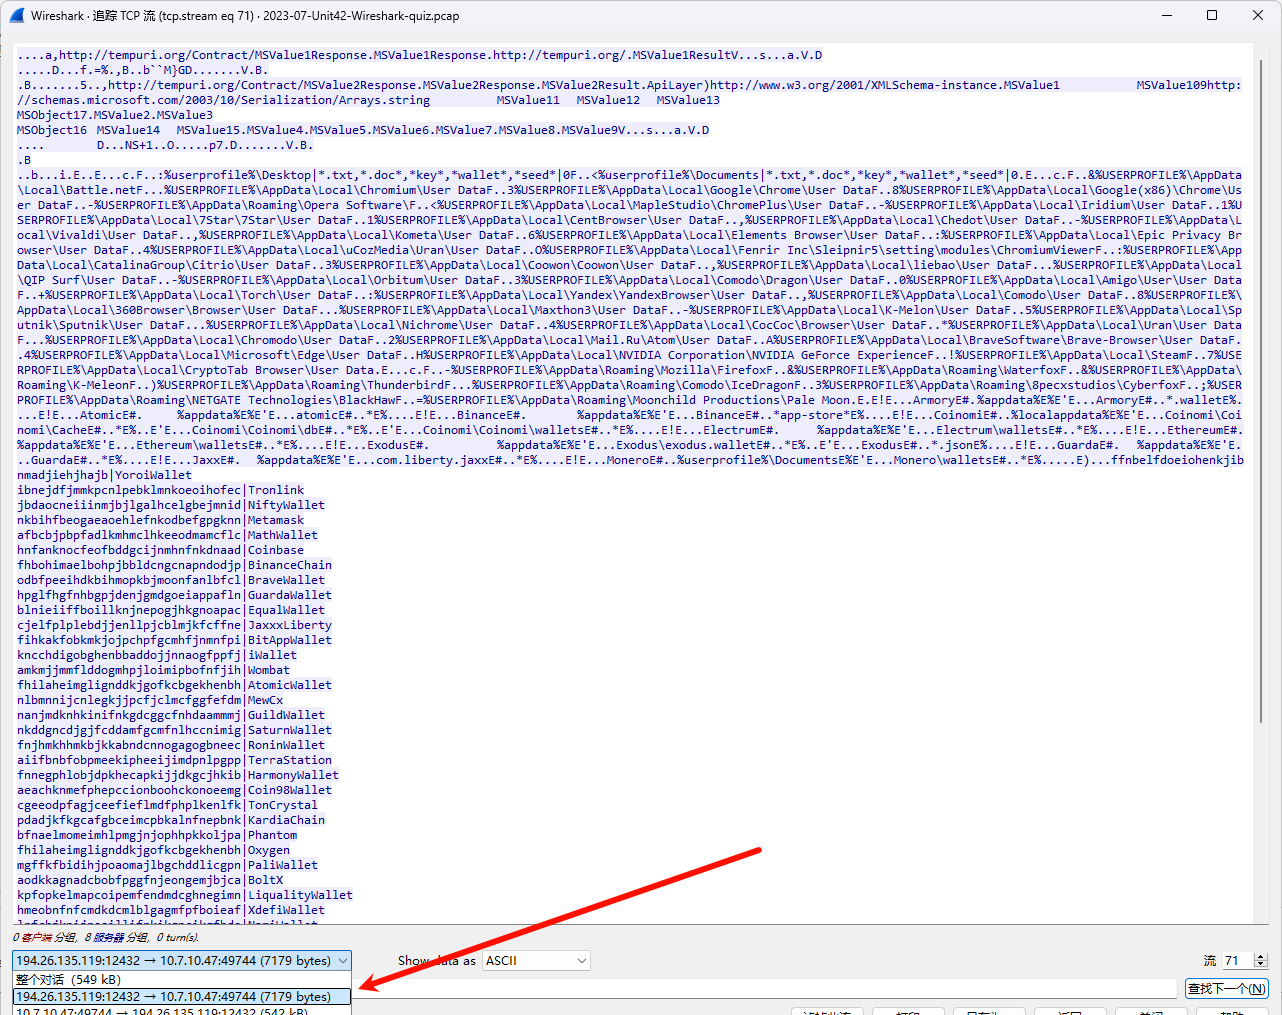 Wireshark · 追踪 TCP 流 (tcp.stream eq 71) · 2023-07-Unit42-Wireshark-quiz.pcap
....a,http://tempuri.org/Contract/MSValue1Response.MSValue1Response.http://tempuri.org/.MSValue1ResultV...s...a.V.D
.....D...f.=%.,B..b``M}GD.......V.B.
.B.......5..,http://tempuri.org/Contract/MSValue2Response.MSValue2Response.MSValue2Result.ApiLayer)http://www.w3.org/2001/XMLSchema-instance.MSValue1 MSValue109http:
//schemas.microsoft.com/2003/10/Serialization/Arrays.string MSValue11 MSValue12 MSValue13
MSObject17.MSValue2.MSValue3
MSObject16 MSValue14 MSValue15.MSValue4.MSValue5.MSValue6.MSValue7.MSValue8.MSValue9V...s...a.V.D
.... D...NS+1..O.....p7.D.......V.B.
.B
..b...i.E..E...c.F..:%userprofile%\Desktop|*.txt,*.doc*,*key*,*wallet*,*seed*|0F..<%userprofile%\Documents|*.txt,*.doc*,*key*,*wallet*,*seed*|0.E...c.F..&%USERPROFILE%\AppData
\Local\Battle.netF...%USERPROFILE%\AppData\Local\Chromium\User DataF..3%USERPROFILE%\AppData\Local\Google\Chrome\User DataF..8%USERPROFILE%\AppData\Local\Google(x86)\Chrome\Us
er DataF..-%USERPROFILE%\AppData\Roaming\Opera Software\F..<%USERPROFILE%\AppData\Local\MapleStudio\ChromePlus\User DataF..-%USERPROFILE%\AppData\Local\Iridium\User DataF..1%U
SERPROFILE%\AppData\Local\7Star\7Star\User DataF..1%USERPROFILE%\AppData\Local\CentBrowser\User DataF..,%USERPROFILE%\AppData\Local\Chedot\User DataF..-%USERPROFILE%\AppData\L
ocal\Vivaldi\User DataF..,%USERPROFILE%\AppData\Local\Kometa\User DataF..6%USERPROFILE%\AppData\Local\Elements Browser\User DataF..:%USERPROFILE%\AppData\Local\Epic Privacy Br
owser\User DataF..4%USERPROFILE%\AppData\Local\uCozMedia\Uran\User DataF..O%USERPROFILE%\AppData\Local\Fenrir Inc\Sleipnir5\setting\modules\ChromiumViewerF..:%USERPROFILE%\App
Data\Local\CatalinaGroup\Citrio\User DataF..3%USERPROFILE%\AppData\Local\Coowon\Coowon\User DataF..,%USERPROFILE%\AppData\Local\liebao\User DataF...%USERPROFILE%\AppData\Local
\QIP Surf\User DataF..-%USERPROFILE%\AppData\Local\Orbitum\User DataF..3%USERPROFILE%\AppData\Local\Comodo\Dragon\User DataF..0%USERPROFILE%\AppData\Local\Amigo\User\User Data
F..+%USERPROFILE%\AppData\Local\Torch\User DataF..:%USERPROFILE%\AppData\Local\Yandex\YandexBrowser\User DataF..,%USERPROFILE%\AppData\Local\Comodo\User DataF..8%USERPROFILE%\
AppData\Local\360Browser\Browser\User DataF...%USERPROFILE%\AppData\Local\Maxthon3\User DataF..-%USERPROFILE%\AppData\Local\K-Melon\User DataF..5%USERPROFILE%\AppData\Local\Sp
utnik\Sputnik\User DataF...%USERPROFILE%\AppData\Local\Nichrome\User DataF..4%USERPROFILE%\AppData\Local\CocCoc\Browser\User DataF..*%USERPROFILE%\AppData\Local\Uran\User Data
F...%USERPROFILE%\AppData\Local\Chromodo\User DataF..2%USERPROFILE%\AppData\Local\Mail.Ru\Atom\User DataF..A%USERPROFILE%\AppData\Local\BraveSoftware\Brave-Browser\User DataF.
.4%USERPROFILE%\AppData\Local\Microsoft\Edge\User DataF..H%USERPROFILE%\AppData\Local\NVIDIA Corporation\NVIDIA GeForce ExperienceF..!%USERPROFILE%\AppData\Local\SteamF..7%USE
RPROFILE%\AppData\Local\CryptoTab Browser\User Data.E...c.F..-%USERPROFILE%\AppData\Roaming\Mozilla\FirefoxF..&%USERPROFILE%\AppData\Roaming\WaterfoxF..&%USERPROFILE%\AppData\
Roaming\K-MeleonF..)%USERPROFILE%\AppData\Roaming\ThunderbirdF...%USERPROFILE%\AppData\Roaming\Comodo\IceDragonF..3%USERPROFILE%\AppData\Roaming\8pecxstudios\CyberfoxF..;%USER
PROFILE%\AppData\Roaming\NETGATE Technologies\BlackHawF..=%USERPROFILE%\AppData\Roaming\Moonchild Productions\Pale Moon.E.E!E...ArmoryE#.%appdata%E%E'E...ArmoryE#..*.walletE%.
...E!E...AtomicE#. %appdata%E%E'E...atomicE#..*E%....E!E...BinanceE#. %appdata%E%E'E...BinanceE#..*app-store*E%....E!E...CoinomiE#..%localappdata%E%E'E...Coinomi\Coi
nomi\CacheE#..*E..E'E...Coinomi\Coinomi\dbE#..*E%..E'E...Coinomi\Coinomi\walletsE#..*E%....E!E...ElectrumE#. %appdata%E%E'E...Electrum\walletsE#..*E%....E!E...EthereumE#.
%appdata%E%E'E...Ethereum\walletsE#..*E%....E!E...ExodusE#. %appdata%E%E'E...Exodus\exodus.walletE#..*E%..E'E...ExodusE#..*.jsonE%....E!E...GuardaE#. %appdata%E%E'E.
..GuardaE#..*E%....E!E...JaxxE#. %appdata%E%E'E...com.liberty.jaxxE#..*E%....E!E...MoneroE#..%userprofile%\DocumentsE%E'E...Monero\walletsE#..*E%.....E)...ffnbelfdoeiohenkjib
nmadjiehjhajb|YoroiWallet
ibnejdfjmmkpcnlpebklmnkoeoihofec|Tronlink
jbdaocneiiinmjbjlgalhcelgbejmnid|NiftyWallet
nkbihfbeogaeaoehlefnkodbefgpgknn|Metamask
afbcbjpbpfadlkmhmclhkeeodmamcflc|MathWallet
hnfanknocfeofbddgcijnmhnfnkdnaad|Coinbase
fhbohimaelbohpjbbldcngcnapndodjp|BinanceChain
odbfpeeihdkbihmopkbjmoonfanlbfcl|BraveWallet
hpglfhgfnhbgpjdenjgmdgoeiappafln|GuardaWallet
blnieiiffboillknjnepogjhkgnoapac|EqualWallet
cjelfplplebdjjenllpjcblmjkfcffne|JaxxxLiberty
fihkakfobkmkjojpchpfgcmhfjnmnfpi|BitAppWallet
kncchdigobghenbbaddojjnnaogfppfj|iWallet
amkmjjmmflddogmhpjloimipbofnfjih|Wombat
fhilaheimglignddkjgofkcbgekhenbh|AtomicWallet
nlbmnnijcnlegkjjpcfjclmcfggfefdm|MewCx
nanjmdknhkinifnkgdcggcfnhdaammmj|GuildWallet
nkddgncdjgjfcddamfgcmfnlhccnimig|SaturnWallet
fnjhmkhhmkbjkkabndcnnogagogbneec|RoninWallet
aiifbnbfobpmeekipheeijimdpnlpgpp|TerraStation
fnnegphlobjdpkhecapkijjdkgcjhkib|HarmonyWallet
aeachknmefphepccionboohckonoeemg|Coin98Wallet
cgeeodpfagjceefieflmdfphplkenlfk|TonCrystal
pdadjkfkgcafgbceimcpbkalnfnepbnk|KardiaChain
bfnaelmomeimhlpmgjnjophhpkkoljpa|Phantom
fhilaheimglignddkjgofkcbgekhenbh|Oxygen
mgffkfbidihjpoaomajlbgchddlicgpn|PaliWallet
aodkkagnadcbobfpggfnjeongemjbjca|BoltX
kpfopkelmapcoipemfendmdcghnegimn|LiqualityWallet
hmeobnfnfcmdkdcmlblgagmfpfboieaf|XdefiWallet
0 客户端 分组, 8 服务器 分组, 0 turn(s).
194.26.135.119:12432 → 10.7.10.47:49744 (7179 bytes) Show data as ASCII 流 71
整个对话 (549 kB)
194.26.135.119:12432 → 10.7.10.47:49744 (7179 bytes) 查找下一个(N)
10.7.10.47:49744 → 194.26.135.119:12432 (542 kB)